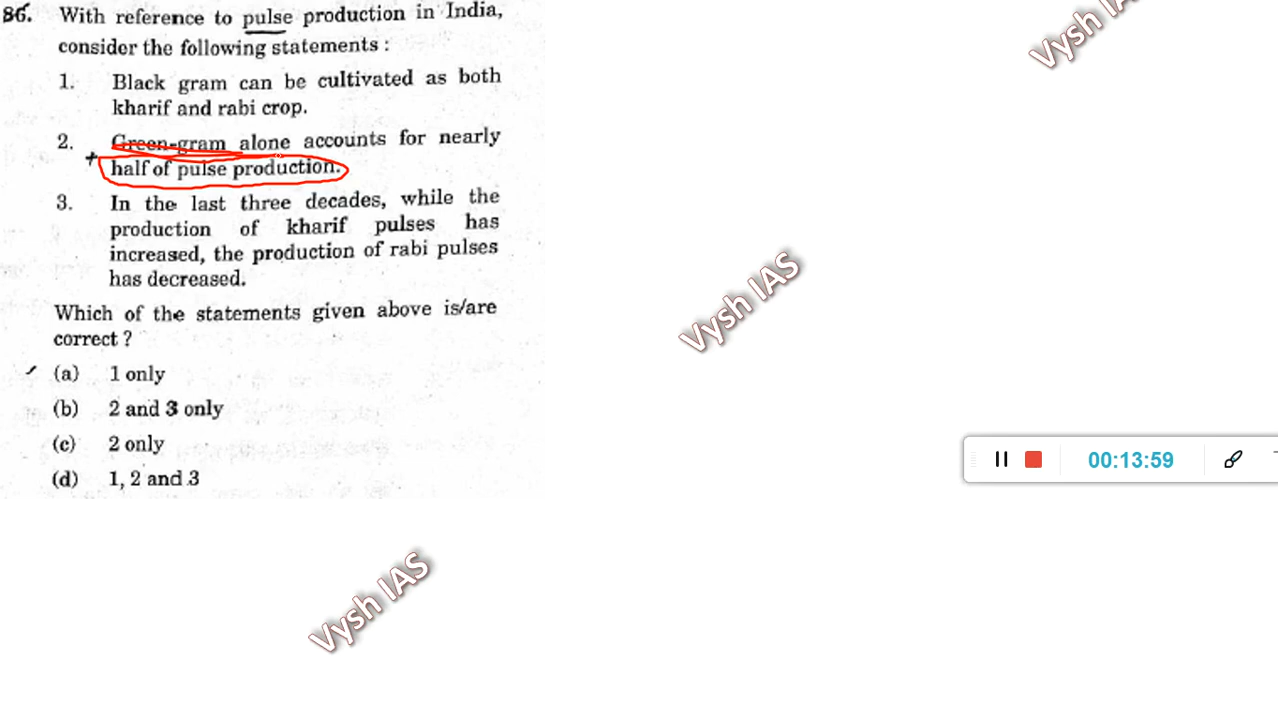 86. With reference to pulse production in India,
consider the following statements :
1. Black gram can be cultivated as both
kharif and rabi crop.
2. Green-gram alone accounts for nearly
half of pulse production.
3. In the last three decades, while the
production of kharif pulses has
increased, the production of rabi pulses
has decreased.
Which of the statements given above is/are
correct ?
(a) 1 only
(b) 2 and 3 only
(c) 2 only
(d) 1, 2 and 3
Vysh IAS
Vysh IAS
00:13:59
Vysh IAS